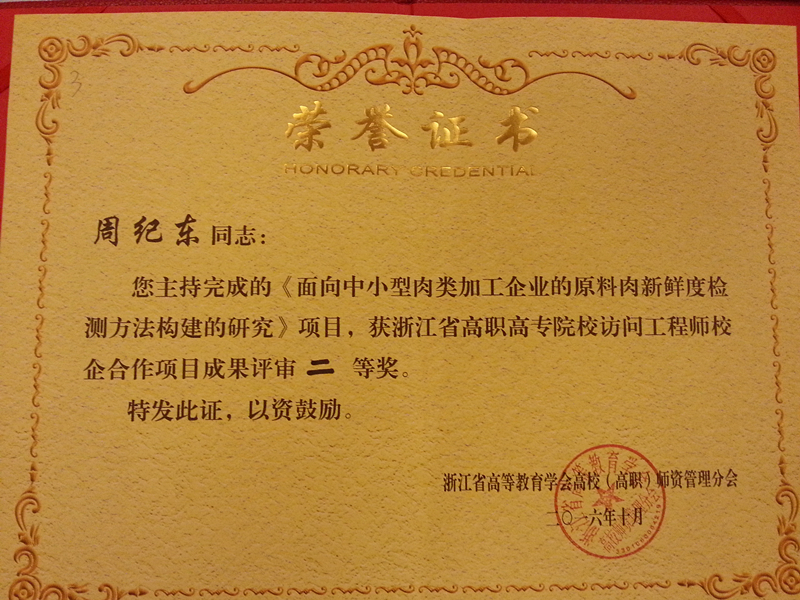 3
荣誉证书
HONORARY CREDENTIAL
周纪东同志：
您主持完成的《面向中小型肉类加工企业的原料肉新鲜度检
测方法构建的研究》项目，获浙江省高职高专院校访问工程师校
企合作项目成果评审 二 等奖。
特发此证，以资鼓励。
浙江省高等教育学会高校（高职）师资管理分会
二〇一六年十月